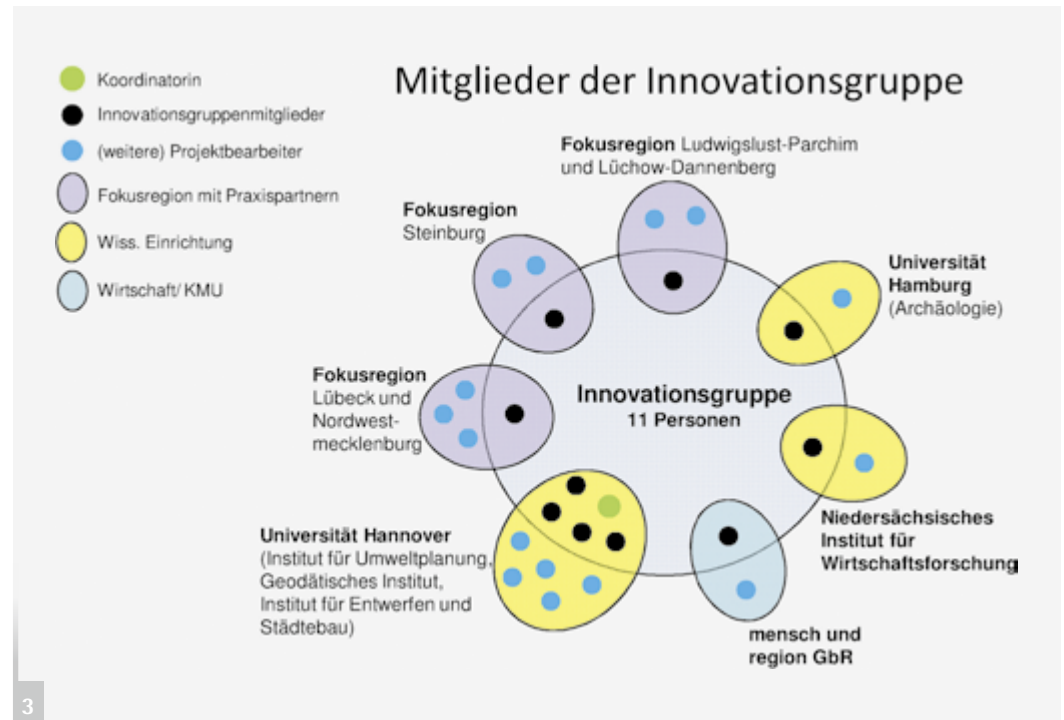 Mitglieder der Innovationsgruppe
Koordinatorin
Innovationsgruppenmitglieder
(weitere) Projektbearbeiter
Fokusregion mit Praxispartnern
Wiss. Einrichtung
Wirtschaft/ KMU
Fokusregion Ludwigslust-Parchim
und Lüchow-Dannenberg
Fokusregion
Steinburg
Universität
Hamburg
(Archäologie)
Fokusregion
Lübeck und
Nordwest-
mecklenburg
Innovationsgruppe
11 Personen
Universität Hannover
(Institut für Umweltplanung,
Geodätisches Institut,
Institut für Entwerfen und
Städtebau)
Niedersächsisches
Institut für
Wirtschaftsforschung
mensch und
region GbR
3